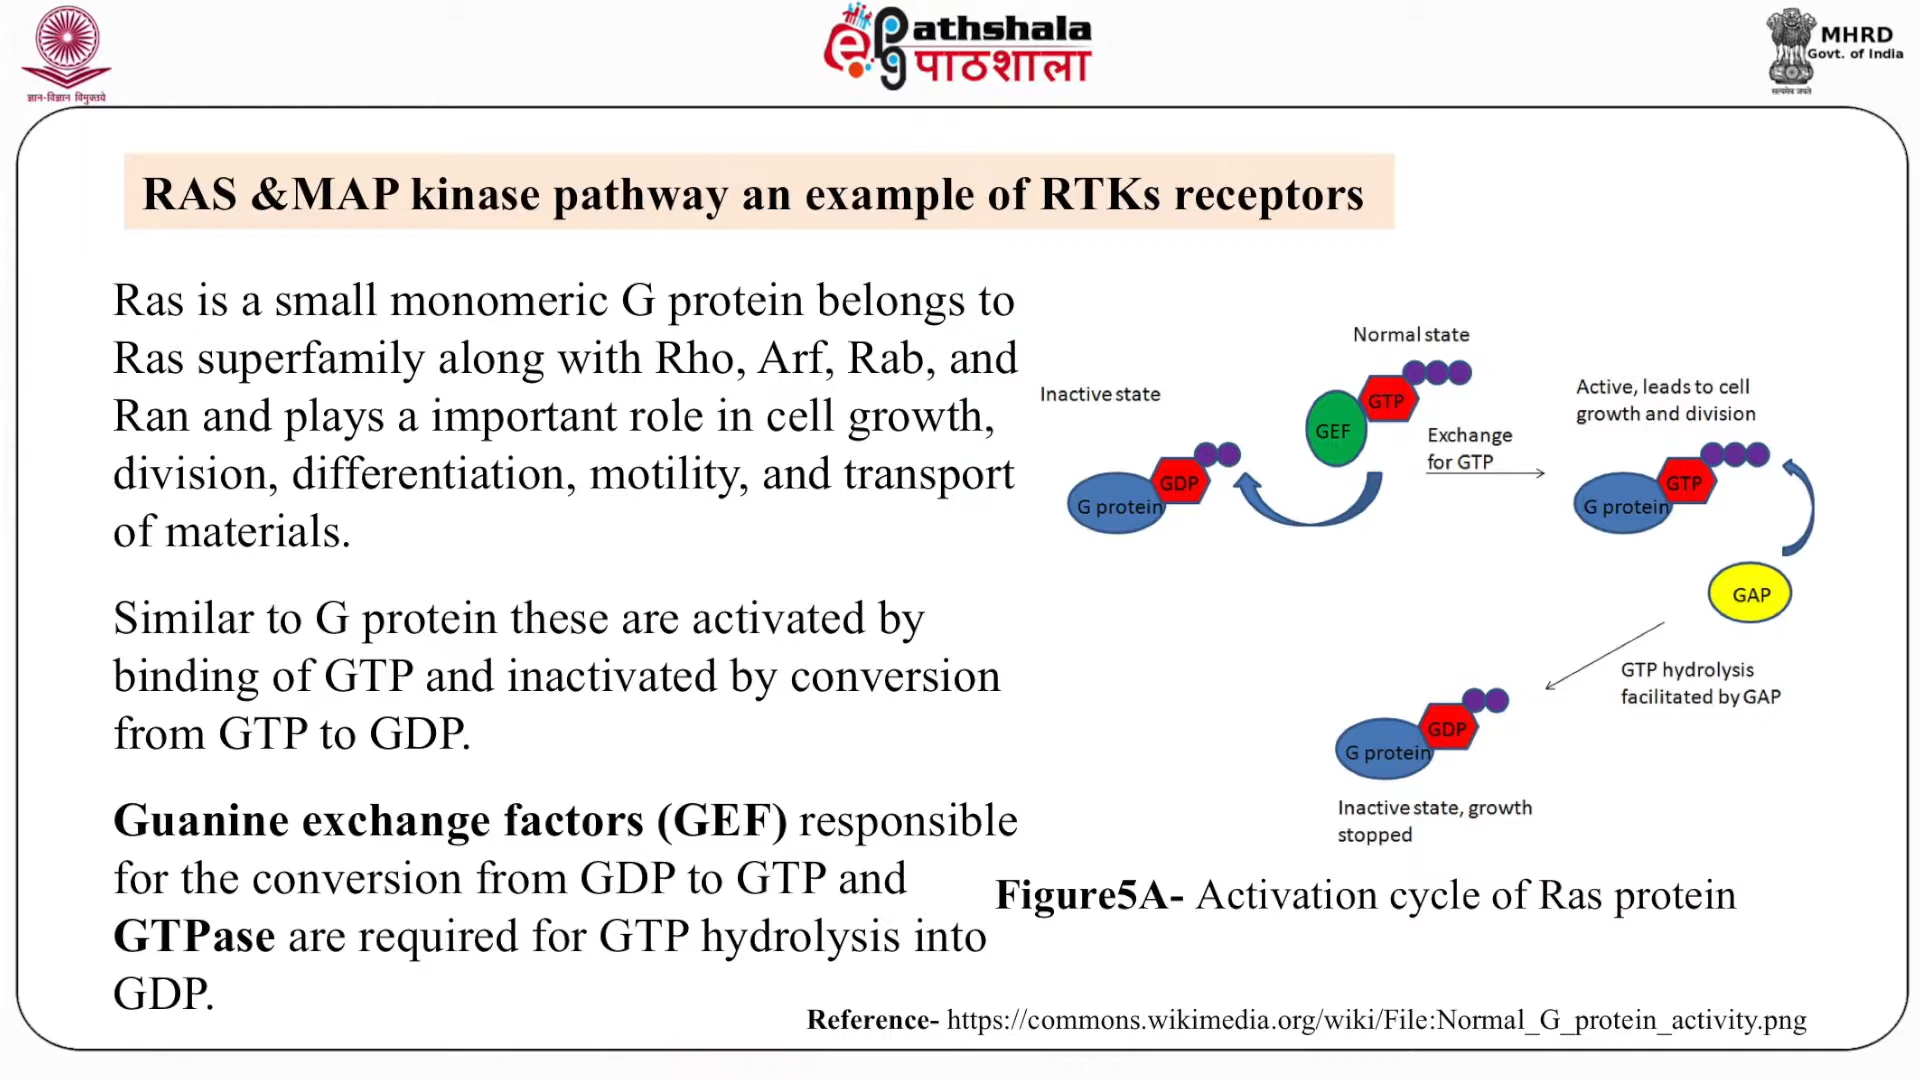 ज्ञान-विज्ञान विमुक्तये
ePG Pathshala
पाठशाला
MHRD
Govt. of India
सत्यमेव जयते
RAS &MAP kinase pathway an example of RTKs receptors
Ras is a small monomeric G protein belongs to
Ras superfamily along with Rho, Arf, Rab, and
Ran and plays a important role in cell growth,
division, differentiation, motility, and transport
of materials.
Similar to G protein these are activated by
binding of GTP and inactivated by conversion
from GTP to GDP.
Guanine exchange factors (GEF) responsible
for the conversion from GDP to GTP and
GTPase are required for GTP hydrolysis into
GDP.
Normal state
Inactive state
GTP
GEF
Exchange
for GTP
Active, leads to cell
growth and division
GDP
G protein
GTP
G protein
GAP
GTP hydrolysis
facilitated by GAP
GDP
G protein
Inactive state, growth
stopped
Figure5A- Activation cycle of Ras protein
Reference- https://commons.wikimedia.org/wiki/File:Normal_G_protein_activity.png